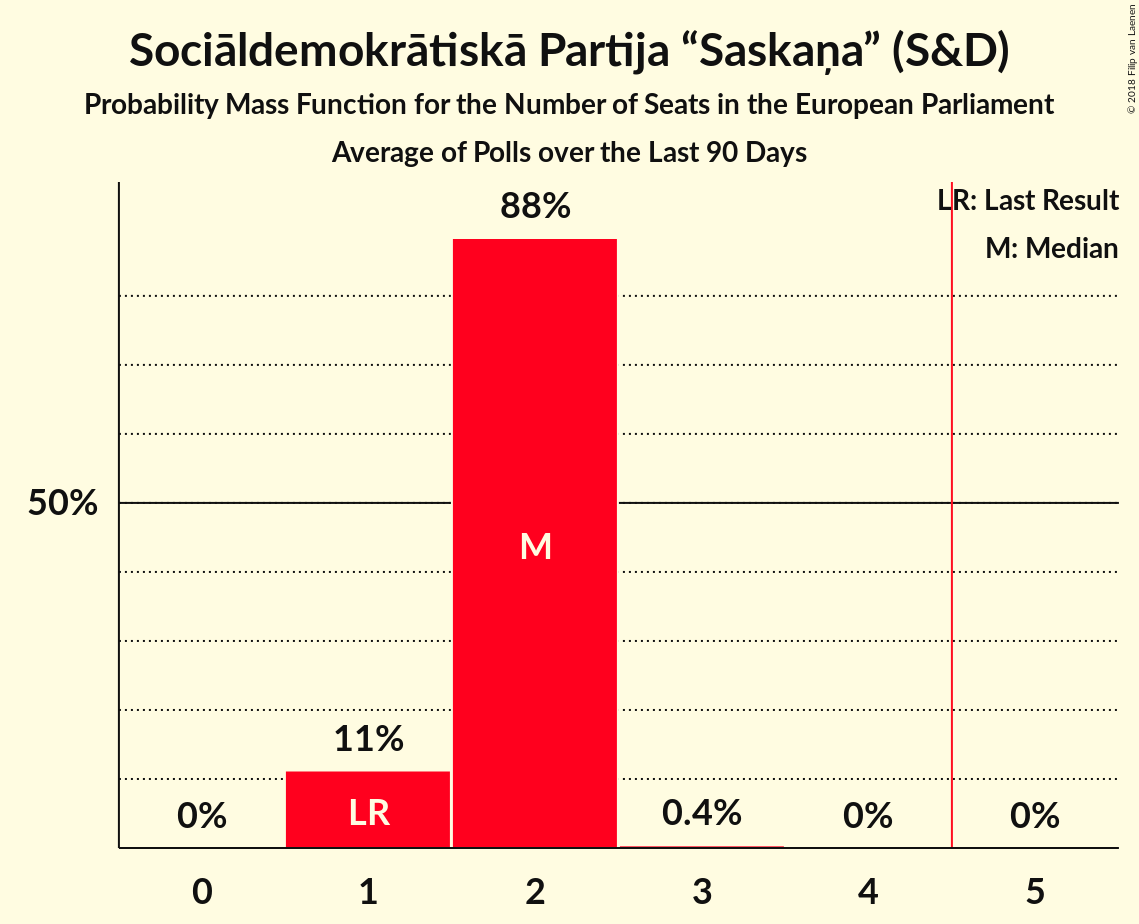 Sociāldemokrātiskā Partija “Saskaņa” (S&D)
Probability Mass Function for the Number of Seats in the European Parliament
Average of Polls over the Last 90 Days
© 2018 Filip van Laenen
LR: Last Result
M: Median
88%
50%
M
11%
LR
0%
0.4%
0%
0%
0 1 2 3 4 5